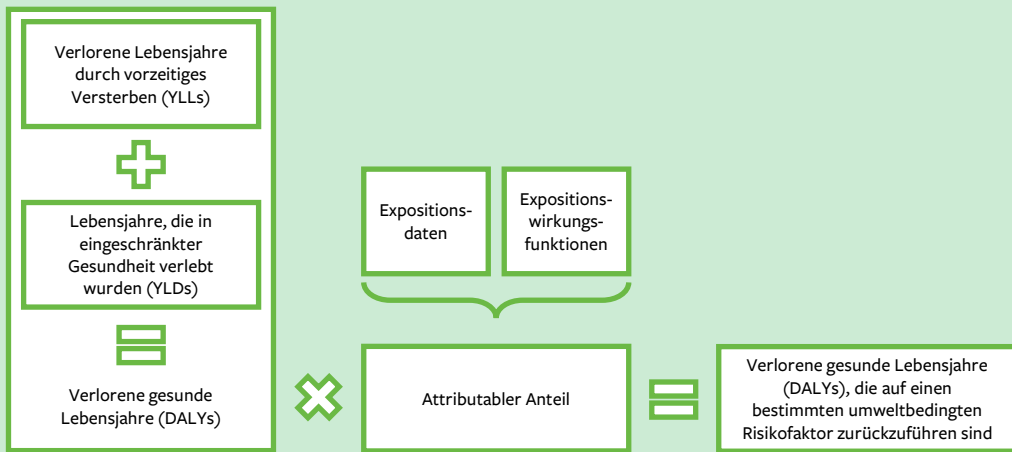 Verlorene Lebensjahre
durch vorzeitiges
Versterben (YLLs)
Lebensjahre, die in
eingeschränkter
Gesundheit verlebt
wurden (YLDs)
Verlorene gesunde
Lebensjahre (DALYs)
Expositions-
daten
Expositions-
wirkungs-
funktionen
Attributabler Anteil
Verlorene gesunde Lebensjahre
(DALYs), die auf einen
bestimmten umweltbedingten
Risikofaktor zurückzuführen sind